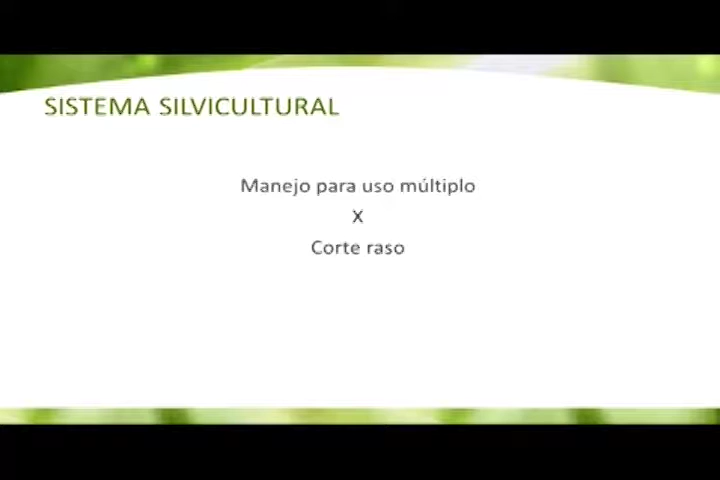 SISTEMA SILVICULTURAL
Manejo para uso múltiplo
X
Corte raso